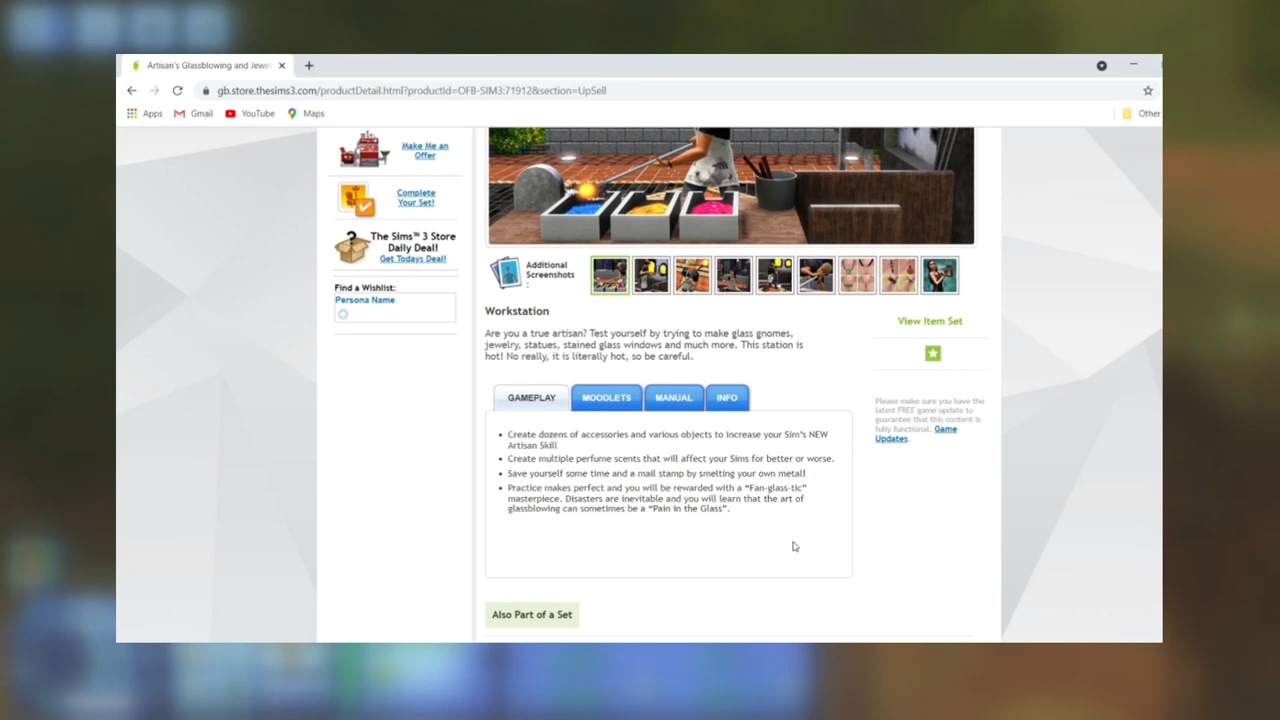 Artisan's Glassblowing and Jewe
gb.store.thesims3.com/productDetail.html?productId=OFB-SIM3:71912&section=UpSell
Apps Gmail YouTube Maps Other
Make Me an
Offer
Complete
Your Set!
The Sims™ 3 Store
Daily Deal!
Get Todays Deal!
Find a Wishlist:
Persona Name
Additional
Screenshots
:
Workstation
Are you a true artisan? Test yourself by trying to make glass gnomes,
jewelry, statues, stained glass windows and much more. This station is
hot! No really, it is literally hot, so be careful.
View Item Set
Please make sure you have the
latest FREE game update to
guarantee that this content is
fully functional. Game
Updates.
GAMEPLAY MOODLETS MANUAL INFO
• Create dozens of accessories and various objects to increase your Sim's NEW
Artisan Skill
• Create multiple perfume scents that will affect your Sims for better or worse.
• Save yourself some time and a mail stamp by smelting your own metal!
• Practice makes perfect and you will be rewarded with a “Fan-glass-tic”
masterpiece. Disasters are inevitable and you will learn that the art of
glassblowing can sometimes be a “Pain in the Glass”.
Also Part of a Set